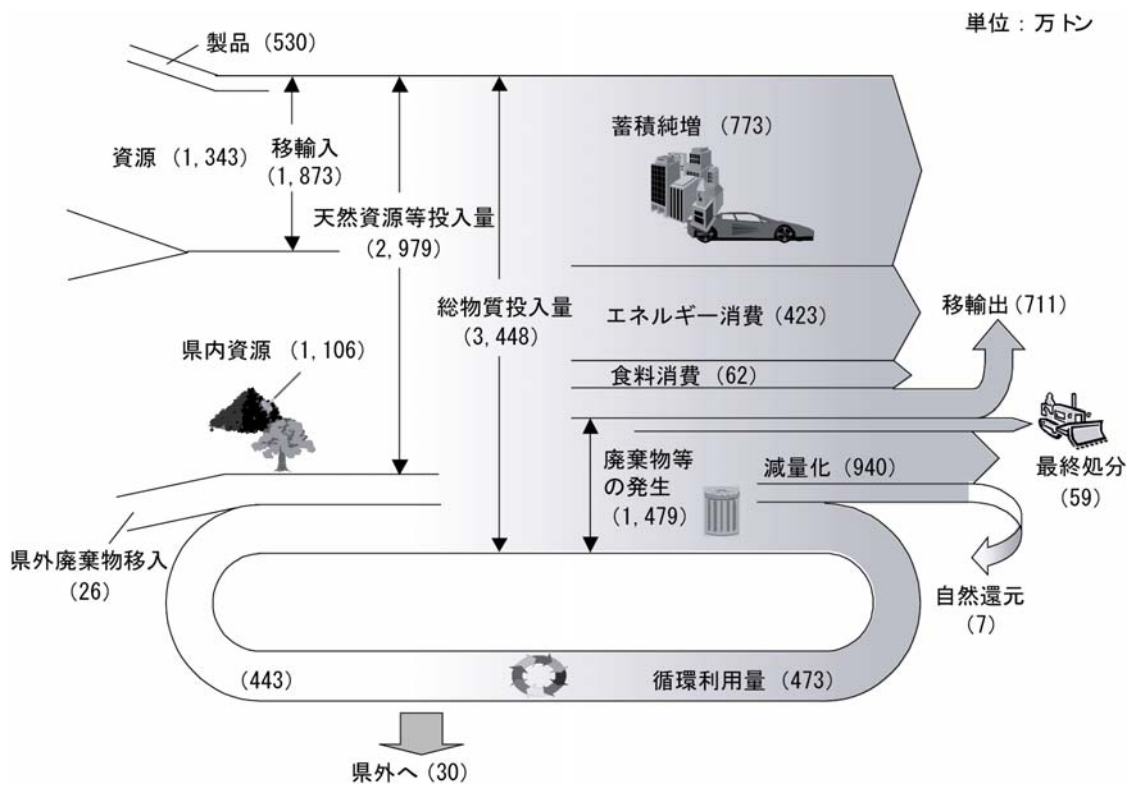 単位：万トン
製品（530）
資源（1,343）
移輸入
（1,873）
天然資源等投入量
（2,979）
総物質投入量
（3,448）
県内資源（1,106）
県外廃棄物移入
（26）
蓄積純増（773）
エネルギー消費（423）
食料消費（62）
移輸出（711）
廃棄物等
の発生
（1,479）
減量化（940）
最終処分
（59）
自然還元
（7）
（443）
循環利用量（473）
県外へ（30）